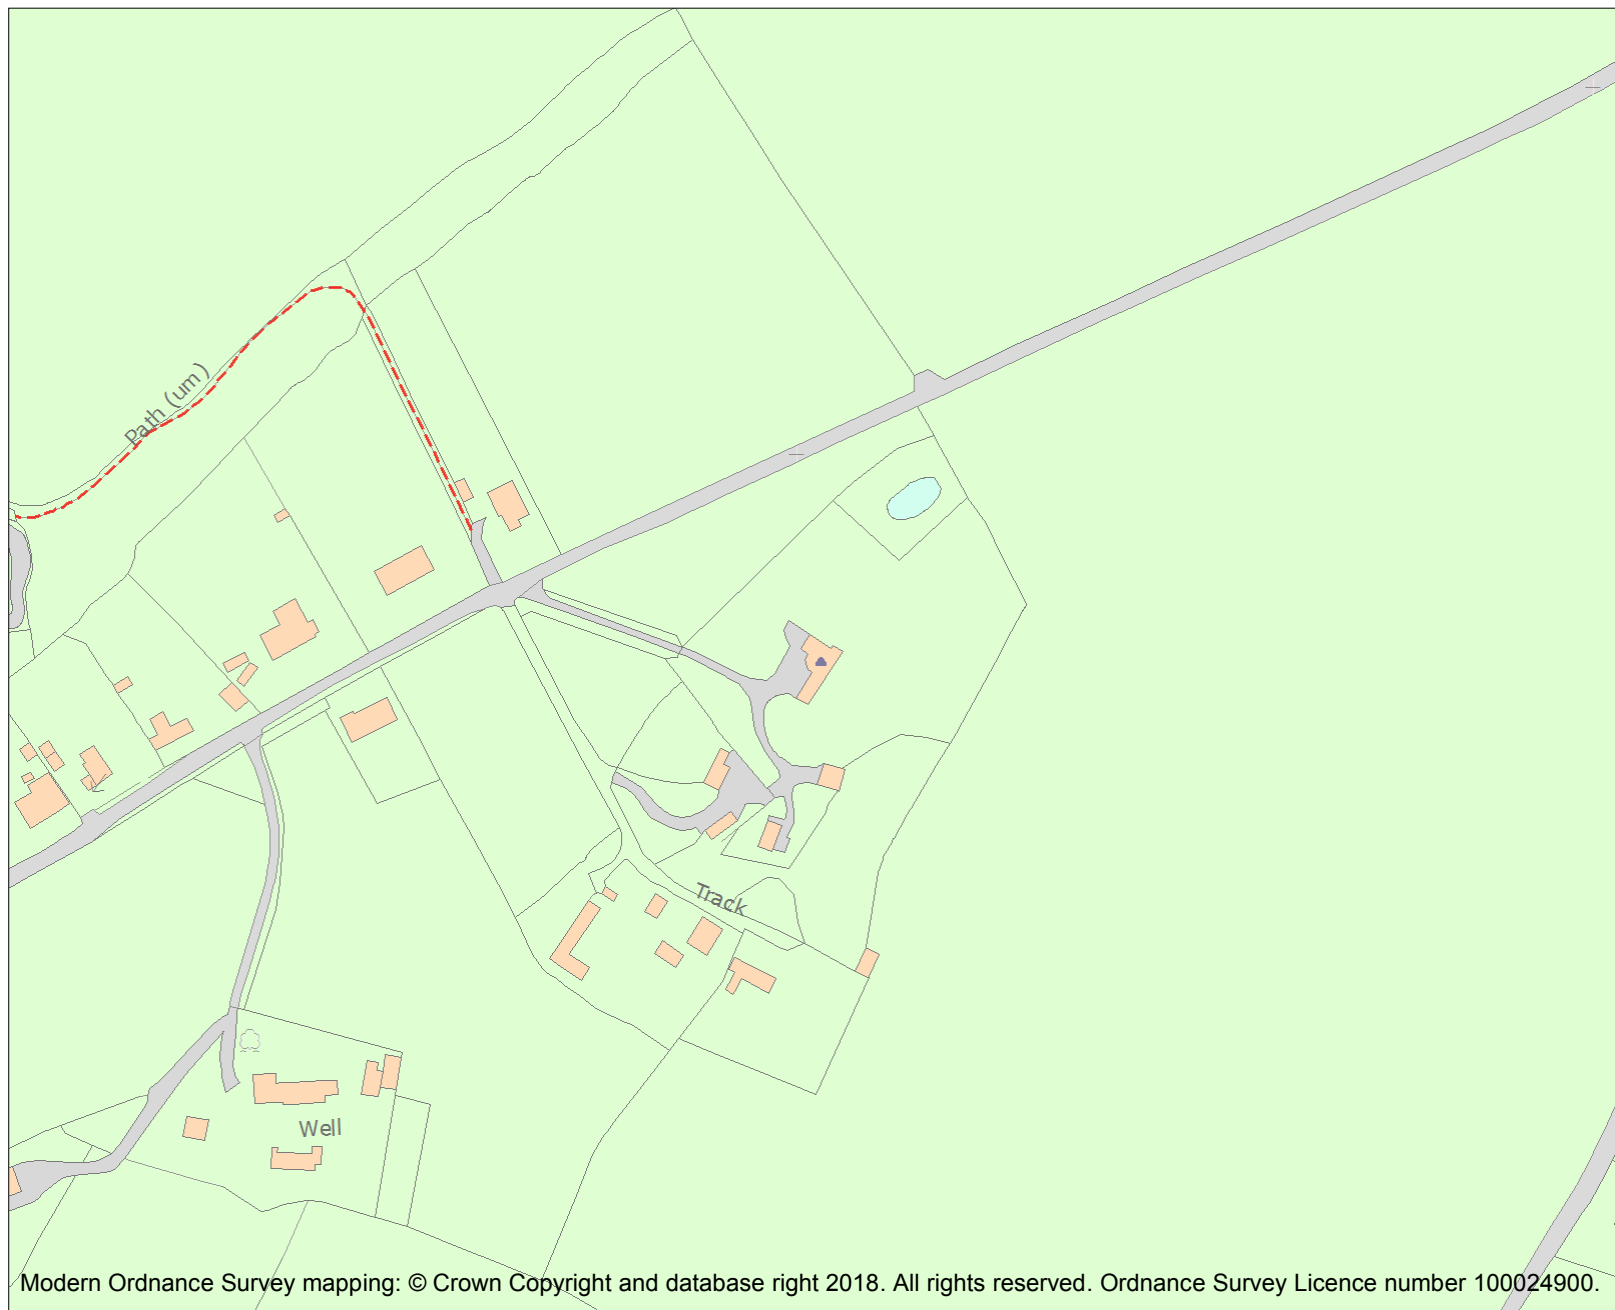 Path (um)
Track
Well
Modern Ordnance Survey mapping: © Crown Copyright and database right 2018. All rights reserved. Ordnance Survey Licence number 100024900.